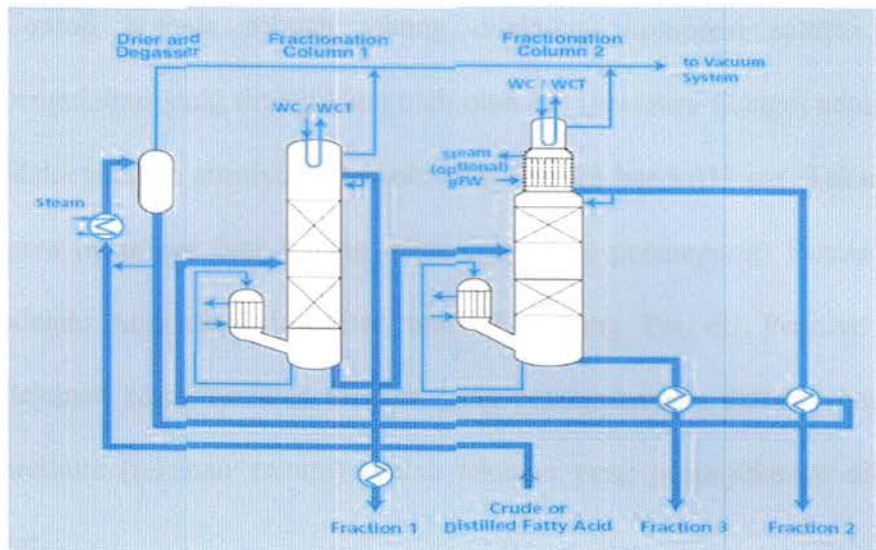 Drier and
Degasser
Fractionation
Column 1
Fractionation
Column 2
to Vacuum
System
WC / WCT
WC / WCT
Steam
(optional)
BFW
Steam
Fraction 1
Crude or
Distilled Fatty Acid
Fraction 3
Fraction 2